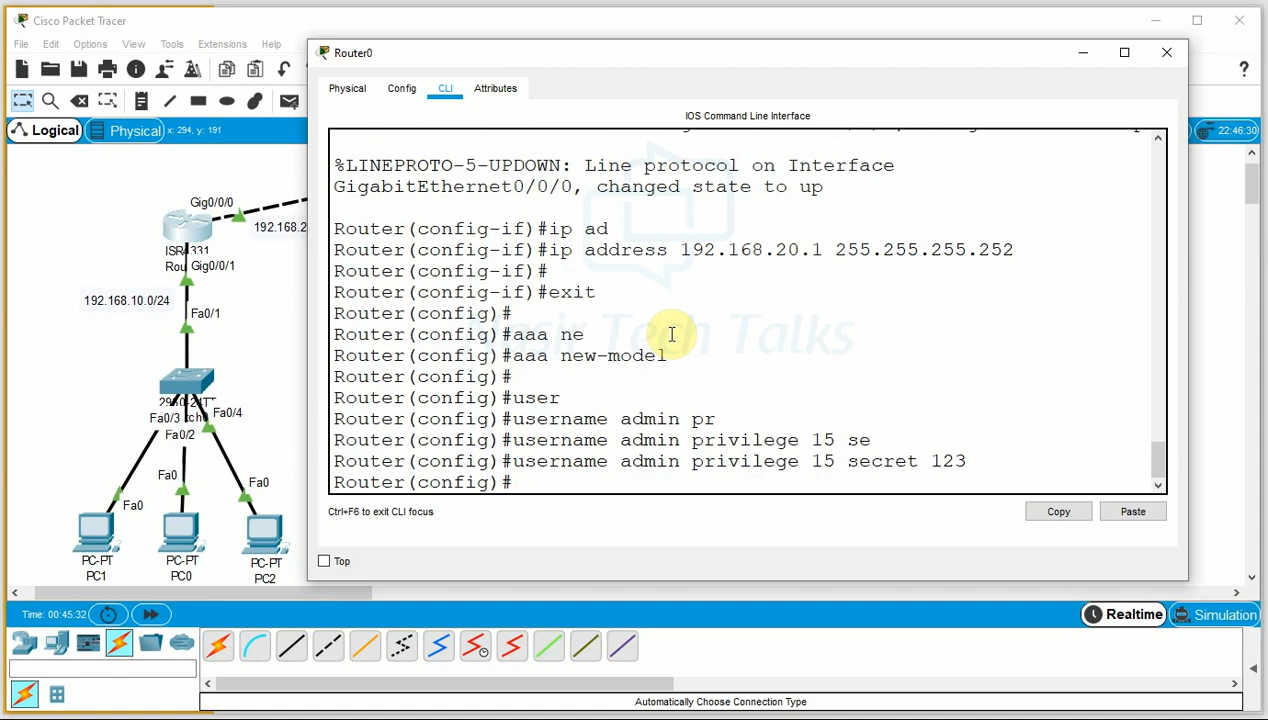 Cisco Packet Tracer
File Edit Options View Tools Extensions Help
Logical Physical x: 294, y: 191
22:46:30
Gig0/0/0
192.168.2
ISR4331
Rou Gig0/0/1
192.168.10.0/24
Fa0/1
Fa0/3
Fa0/4
Fa0/2
Fa0
Fa0
Fa0
PC-PT
PC1
PC-PT
PC0
PC-PT
PC2
Router0
Physical Config CLI Attributes
IOS Command Line Interface
%LINEPROTO-5-UPDOWN: Line protocol on Interface
GigabitEthernet0/0/0, changed state to up
Router(config-if)#ip ad
Router(config-if)#ip address 192.168.20.1 255.255.255.252
Router(config-if)#
Router(config-if)#exit
Router(config)#
Router(config)#aaa ne
Router(config)#aaa new-model
Router(config)#
Router(config)#user
Router(config)#username admin pr
Router(config)#username admin privilege 15 se
Router(config)#username admin privilege 15 secret 123
Router(config)#
Nasir Tech Talks
Ctrl+F6 to exit CLI focus
Copy Paste
Top
Time: 00:45:32
Realtime Simulation
Automatically Choose Connection Type